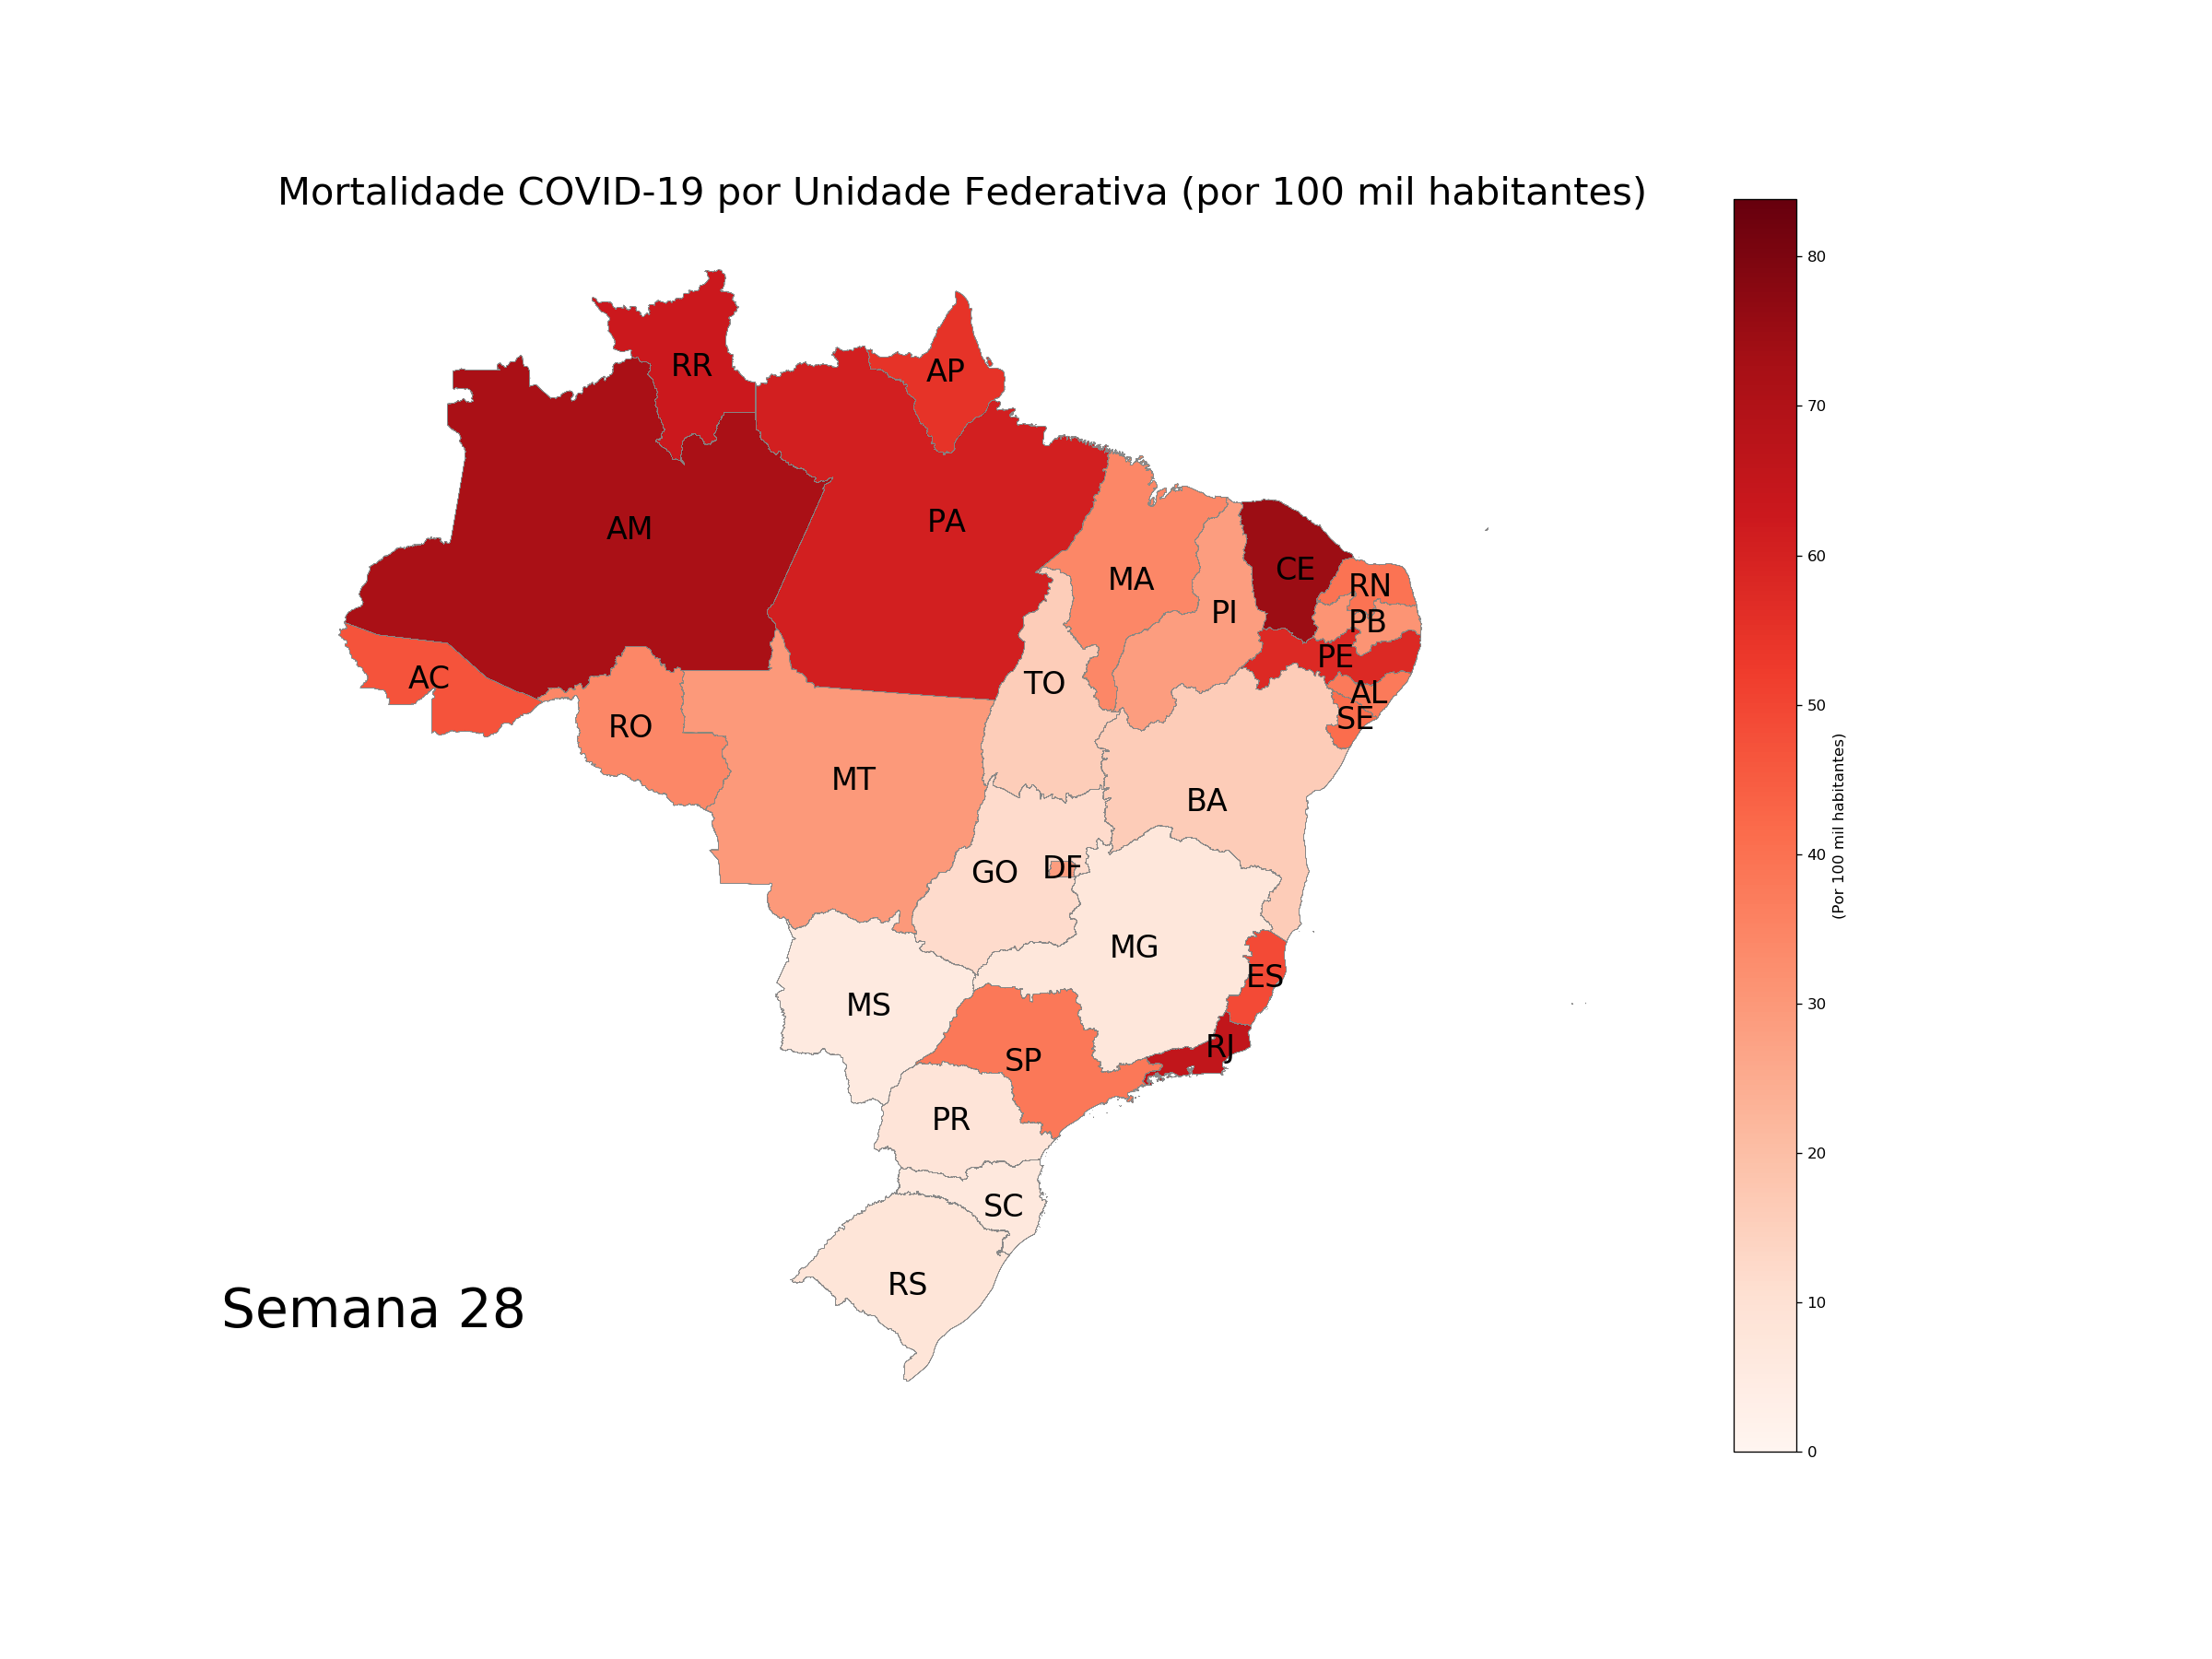 Mortalidade COVID-19 por Unidade Federativa (por 100 mil habitantes)
80
70
60
50
40
30
20
10
0
(Por 100 mil habitantes)
RR
AP
AM
PA
MA
CE
RN
PI
PB
PE
AC
TO
AL
SE
RO
MT
BA
GO
DF
MG
ES
MS
RJ
SP
PR
SC
RS
Semana 28